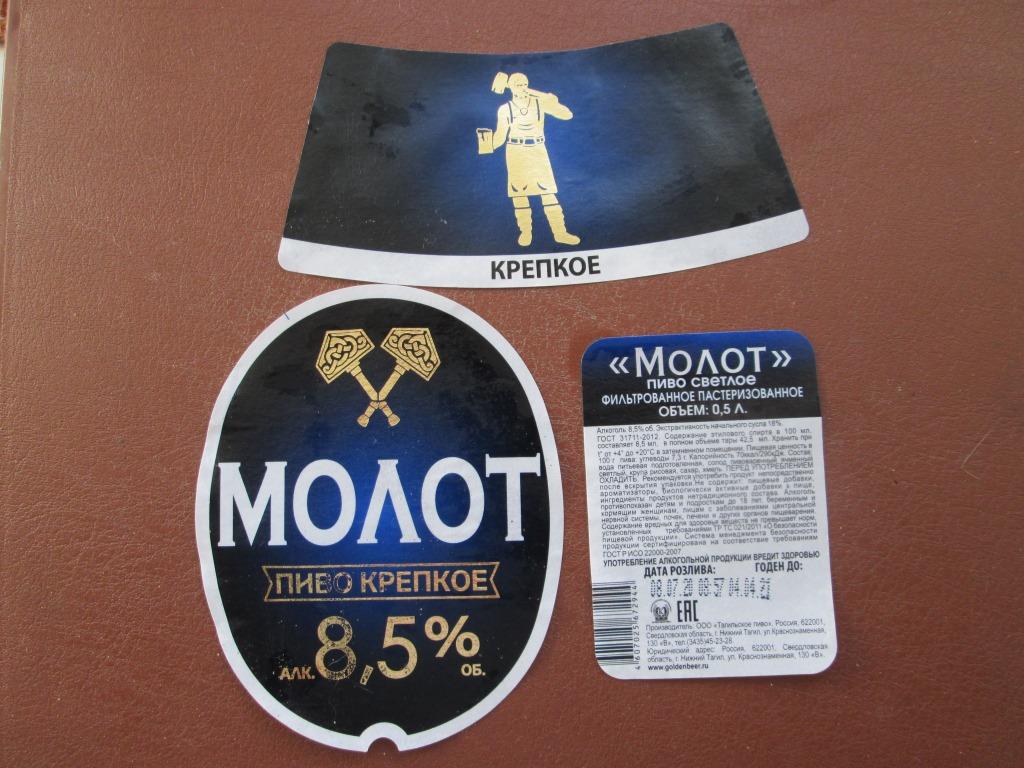 КРЕПКОЕ
МОЛОТ
ПИВО КРЕПКОЕ
АЛК. 8,5% ОБ.
«МОЛОТ»
ПИВО СВЕТЛОЕ
ФИЛЬТРОВАННОЕ ПАСТЕРИЗОВАННОЕ
ОБЪЕМ: 0,5 Л.
Алкоголь 8,5% об. Экстрактивность начального сусла 18%.
ГОСТ 31711-2012. Содержание этилового спирта в 100 мл.
составляет 8,5 мл. в полном объеме тары 42,5 мл. Хранить при
t° от +4° до +20°С в затемненном помещении. Пищевая ценность в
100 г. пива: углеводы 7,3 г. Калорийность 70ккал/290кДж. Состав:
вода питьевая подготовленная, солод пивоваренный ячменный
светлый, крупа рисовая, сахар, хмель. ПЕРЕД УПОТРЕБЛЕНИЕМ
ОХЛАДИТЬ. Рекомендуется употребить продукт непосредственно
после вскрытия упаковки. Не содержит: пищевые добавки,
ароматизаторы, биологически активные добавки к пище,
ингредиенты продуктов нетрадиционного состава. Алкоголь
противопоказан детям и подросткам до 18 лет, беременным и
кормящим женщинам, лицам с заболеваниями центральной
нервной системы, почек, печени и других органов пищеварения.
Содержание вредных для здоровья веществ не превышает норм,
установленных требованиями ТР ТС 021/2011 «О безопасности
пищевой продукции». Система менеджмента безопасности
продукции сертифицирована на соответствие требованиям
ГОСТ Р ИСО 22000-2007
УПОТРЕБЛЕНИЕ АЛКОГОЛЬНОЙ ПРОДУКЦИИ ВРЕДИТ ЗДОРОВЬЮ
ДАТА РОЗЛИВА: ГОДЕН ДО:
08.07.20 08:57 04.04.21
EAC
Производитель: ООО «Тагильское пиво», Россия, 622001,
Свердловская область, г. Нижний Тагил, ул. Краснознаменная,
130 «В», тел.(3435)45-23-28.
Юридический адрес: Россия, 622001, Свердловская
область, г. Нижний Тагил, ул. Краснознаменная, 130 «В».
www.goldenbeer.ru
4 607025 672944